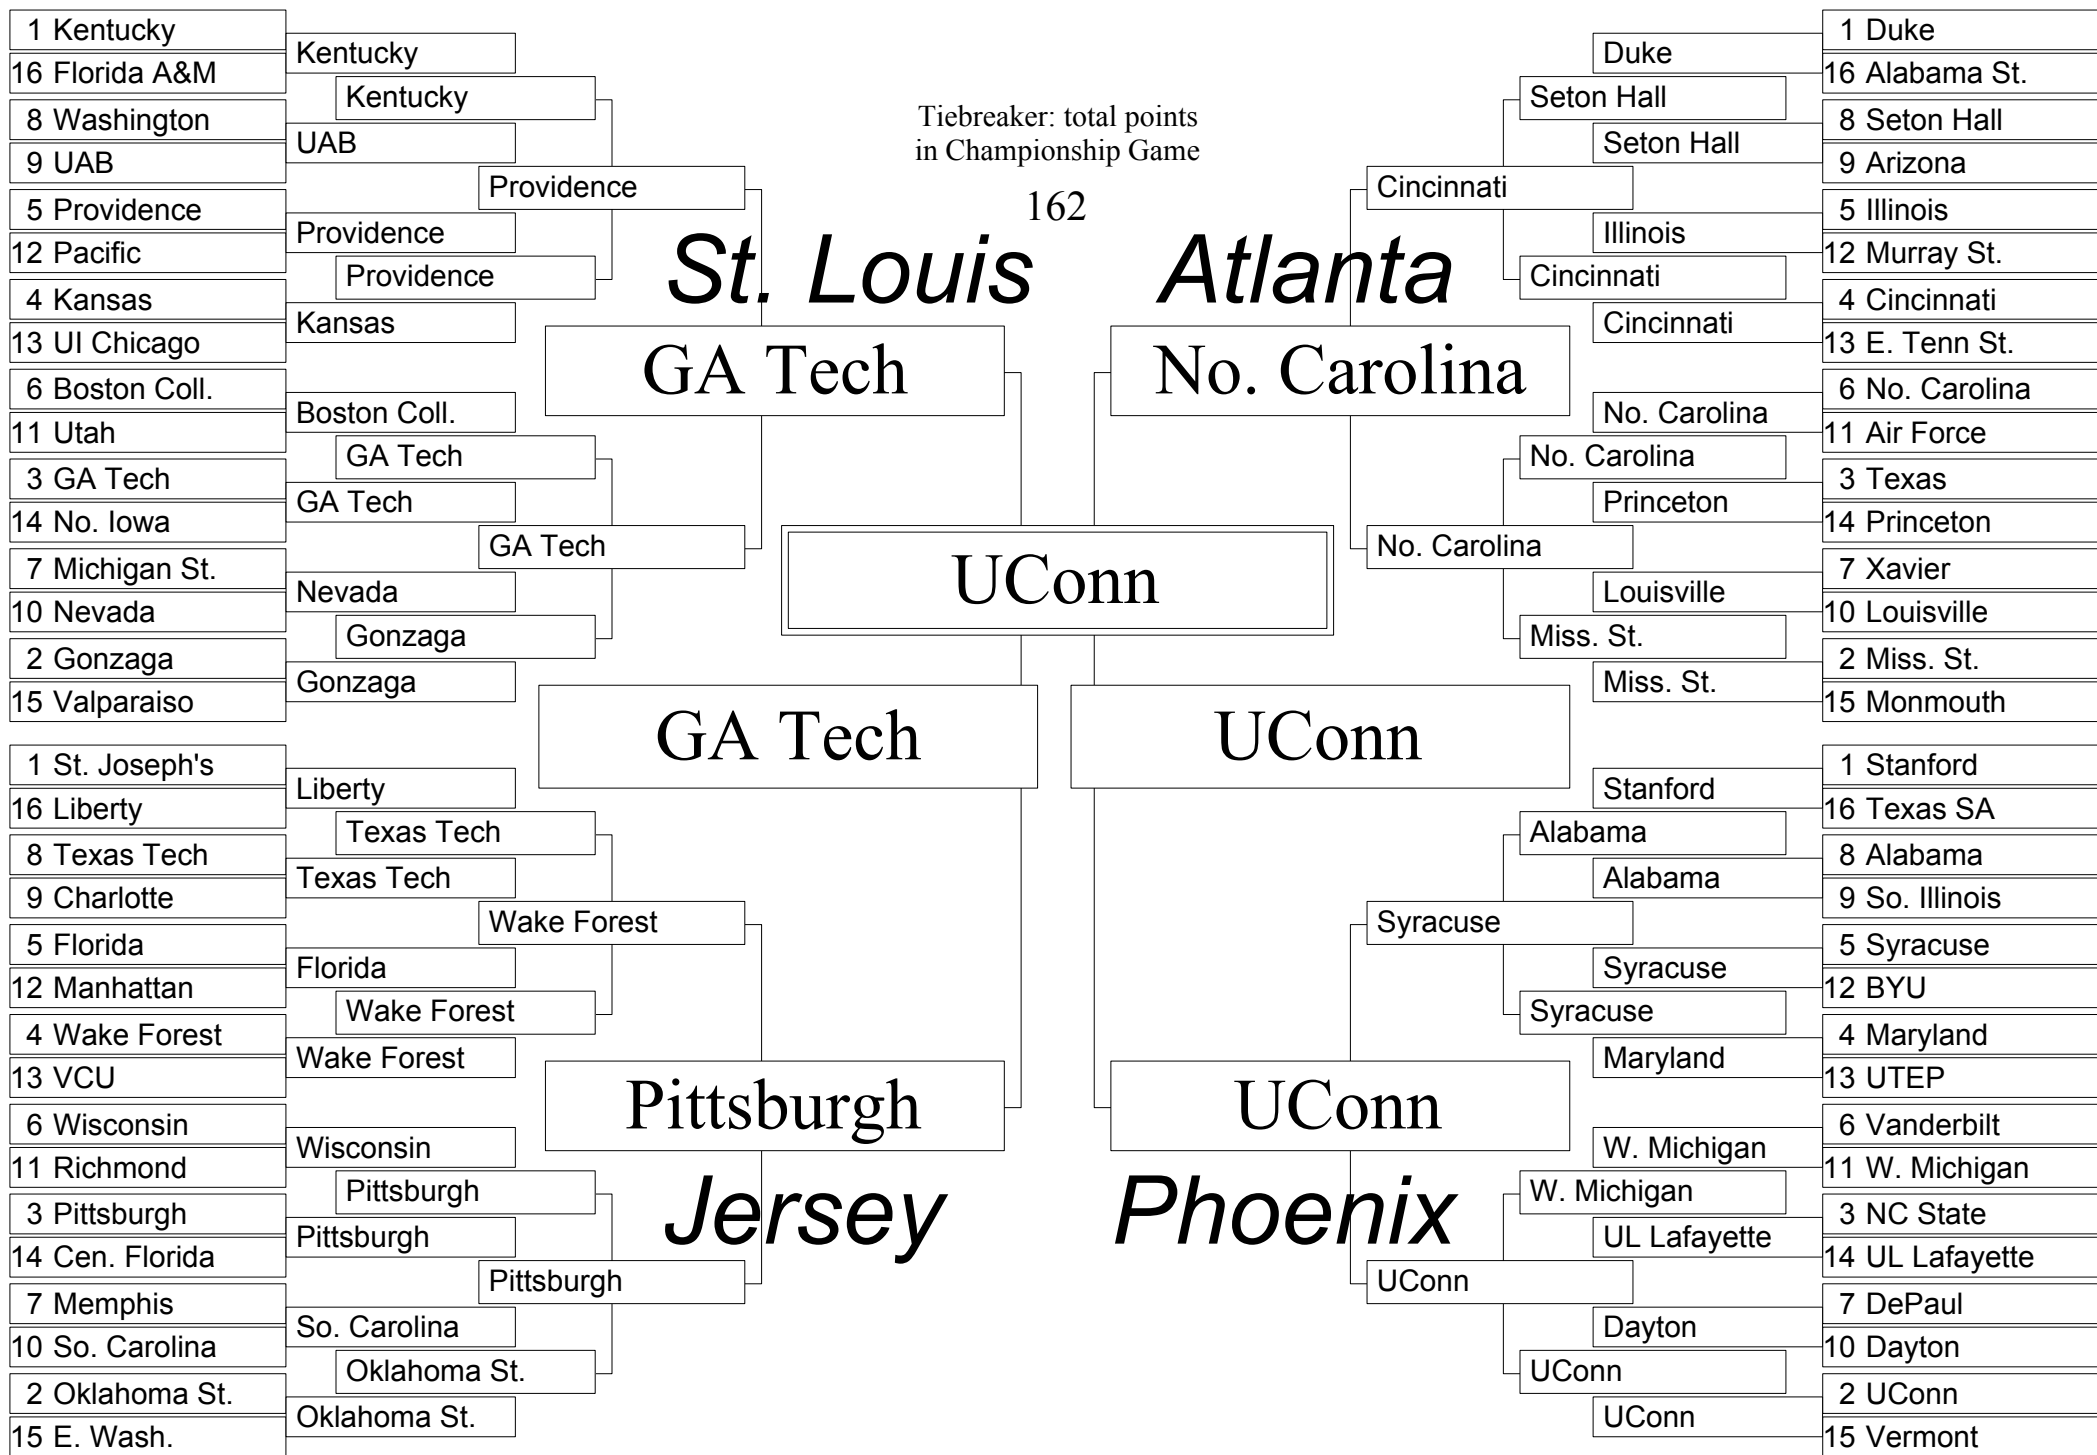 1 Kentucky
16 Florida A&M
8 Washington
9 UAB
5 Providence
12 Pacific
4 Kansas
13 UI Chicago
6 Boston Coll.
11 Utah
3 GA Tech
14 No. Iowa
7 Michigan St.
10 Nevada
2 Gonzaga
15 Valparaiso
1 St. Joseph's
16 Liberty
8 Texas Tech
9 Charlotte
5 Florida
12 Manhattan
4 Wake Forest
13 VCU
6 Wisconsin
11 Richmond
3 Pittsburgh
14 Cen. Florida
7 Memphis
10 So. Carolina
2 Oklahoma St.
15 E. Wash.
Kentucky
UAB
Providence
Kansas
Boston Coll.
GA Tech
Nevada
Gonzaga
Liberty
Texas Tech
Florida
Wake Forest
Wisconsin
Pittsburgh
So. Carolina
Oklahoma St.
Kentucky
Providence
GA Tech
Gonzaga
Texas Tech
Wake Forest
Pittsburgh
Oklahoma St.
Providence
GA Tech
Wake Forest
Pittsburgh
St. Louis
GA Tech
GA Tech
Pittsburgh
Jersey
Tiebreaker: total points
in Championship Game
162
UConn
Atlanta
No. Carolina
UConn
UConn
Phoenix
Cincinnati
No. Carolina
Syracuse
UConn
Seton Hall
Cincinnati
No. Carolina
Miss. St.
Alabama
Syracuse
W. Michigan
UConn
Duke
Seton Hall
Illinois
Cincinnati
No. Carolina
Princeton
Louisville
Miss. St.
Stanford
Alabama
Syracuse
Maryland
W. Michigan
UL Lafayette
Dayton
UConn
1 Duke
16 Alabama St.
8 Seton Hall
9 Arizona
5 Illinois
12 Murray St.
4 Cincinnati
13 E. Tenn St.
6 No. Carolina
11 Air Force
3 Texas
14 Princeton
7 Xavier
10 Louisville
2 Miss. St.
15 Monmouth
1 Stanford
16 Texas SA
8 Alabama
9 So. Illinois
5 Syracuse
12 BYU
4 Maryland
13 UTEP
6 Vanderbilt
11 W. Michigan
3 NC State
14 UL Lafayette
7 DePaul
10 Dayton
2 UConn
15 Vermont